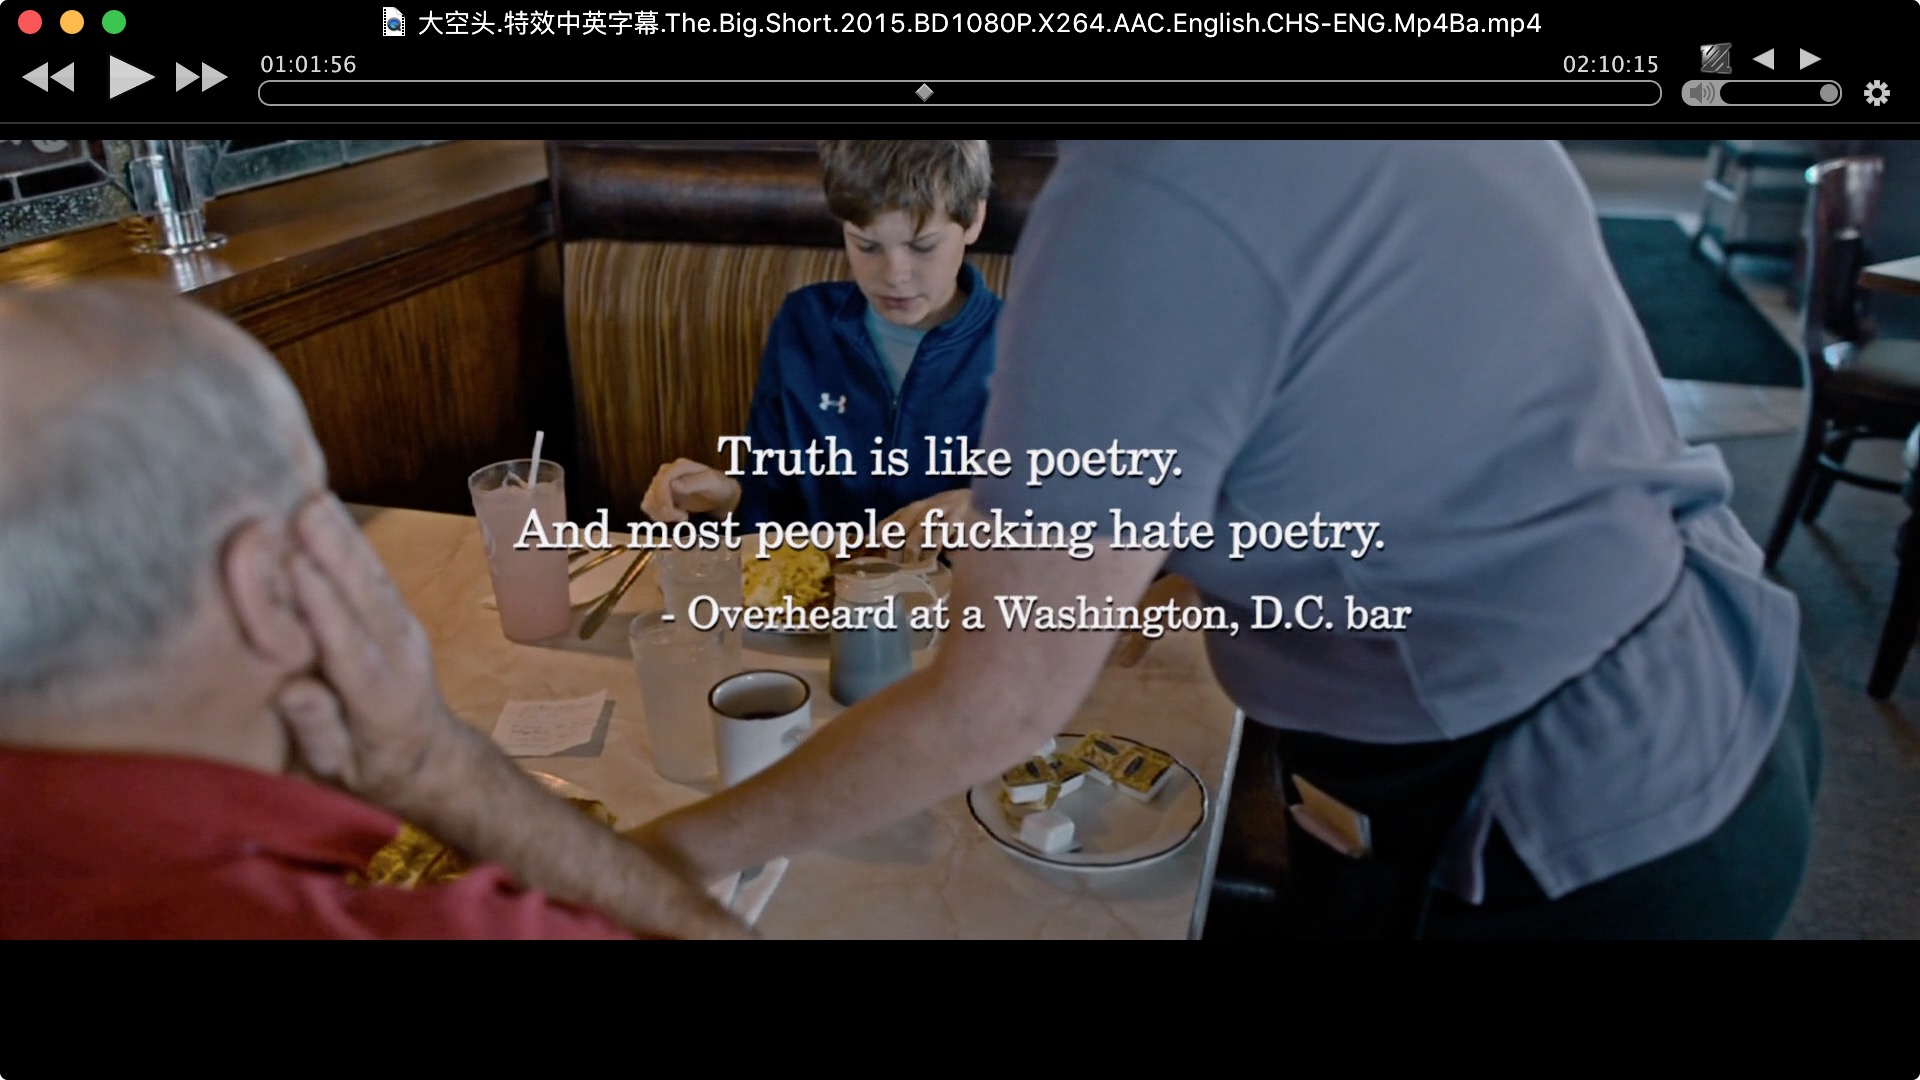 大空头.特效中英字幕.The.Big.Short.2015.BD1080P.X264.AAC.English.CHS-ENG.Mp4Ba.mp4
01:01:56
02:10:15
Truth is like poetry.
And most people fucking hate poetry.
- Overheard at a Washington, D.C. bar